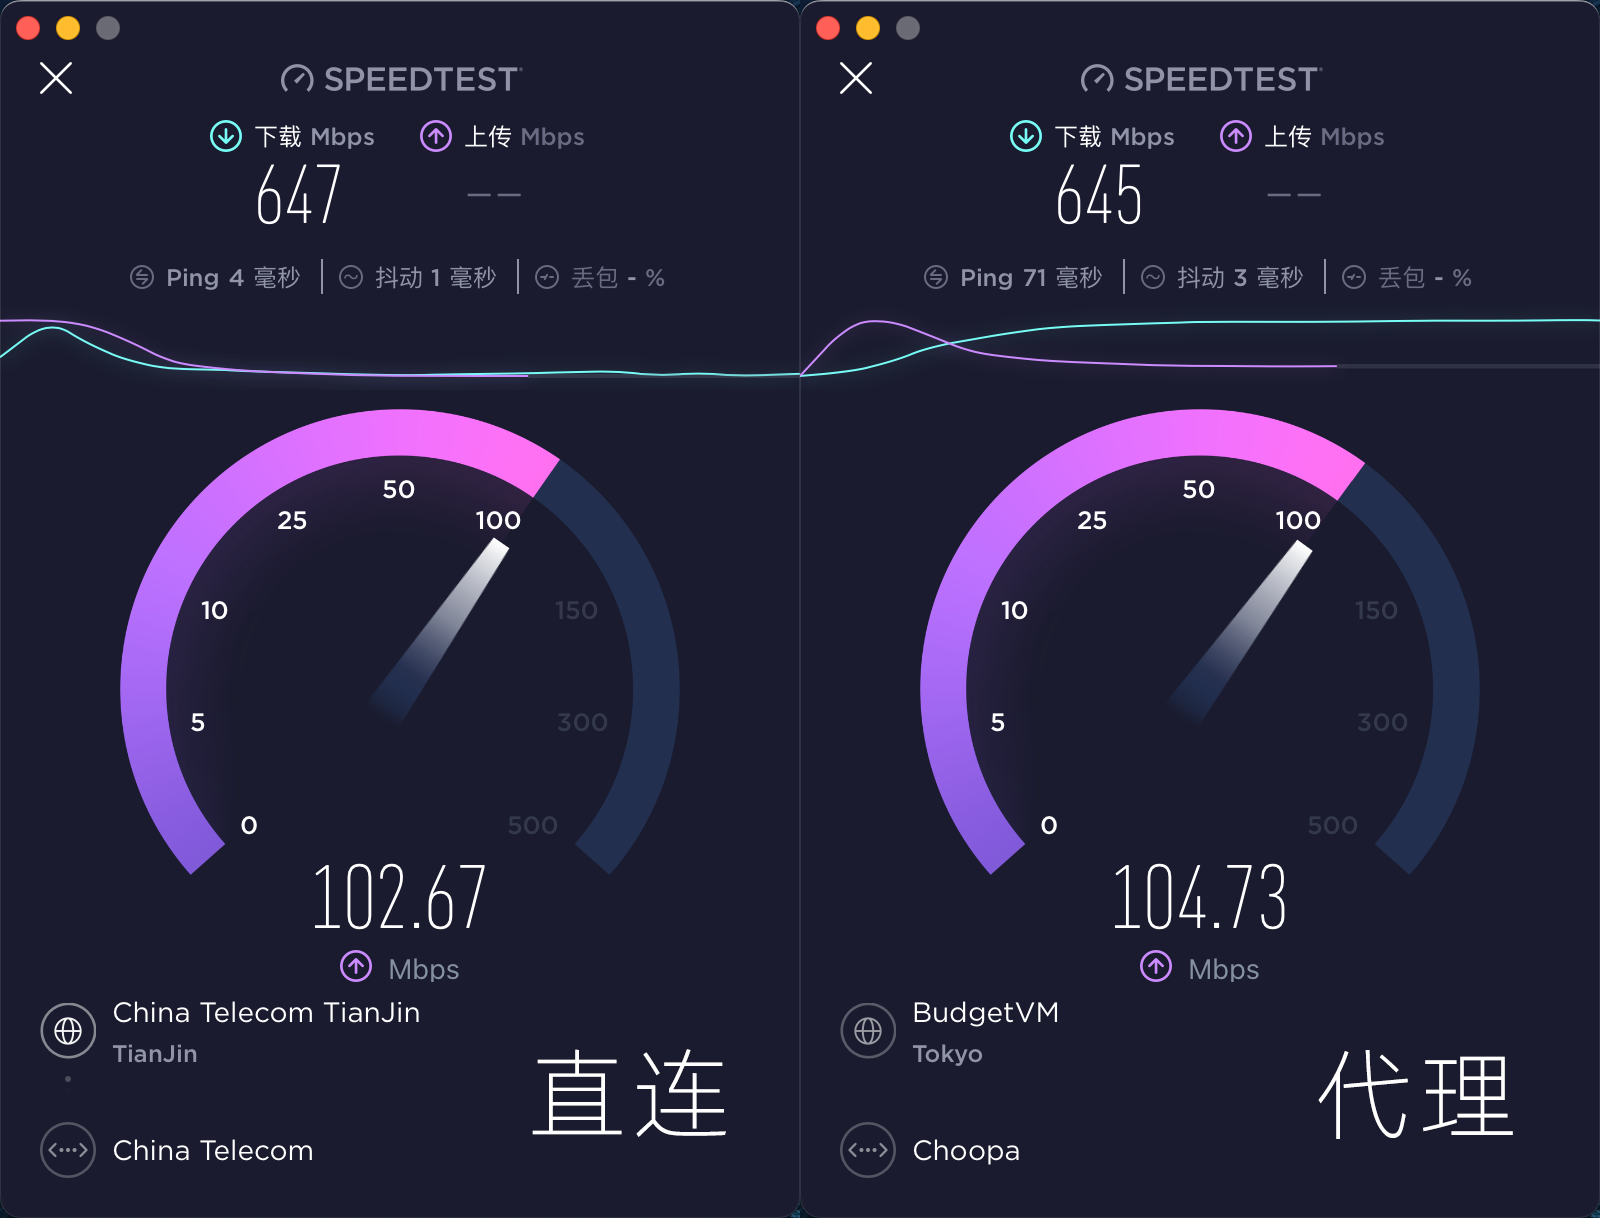 SPEEDTEST
下载 Mbps 上传 Mbps
647 ——
Ping 4 毫秒 抖动 1 毫秒 丢包 - %
50
25 100
10 150
5 300
0 500
102.67
Mbps
China Telecom TianJin
TianJin
直连
China Telecom
SPEEDTEST
下载 Mbps 上传 Mbps
645 ——
Ping 71 毫秒 抖动 3 毫秒 丢包 - %
50
25 100
10 150
5 300
0 500
104.73
Mbps
BudgetVM
Tokyo
代理
Choopa